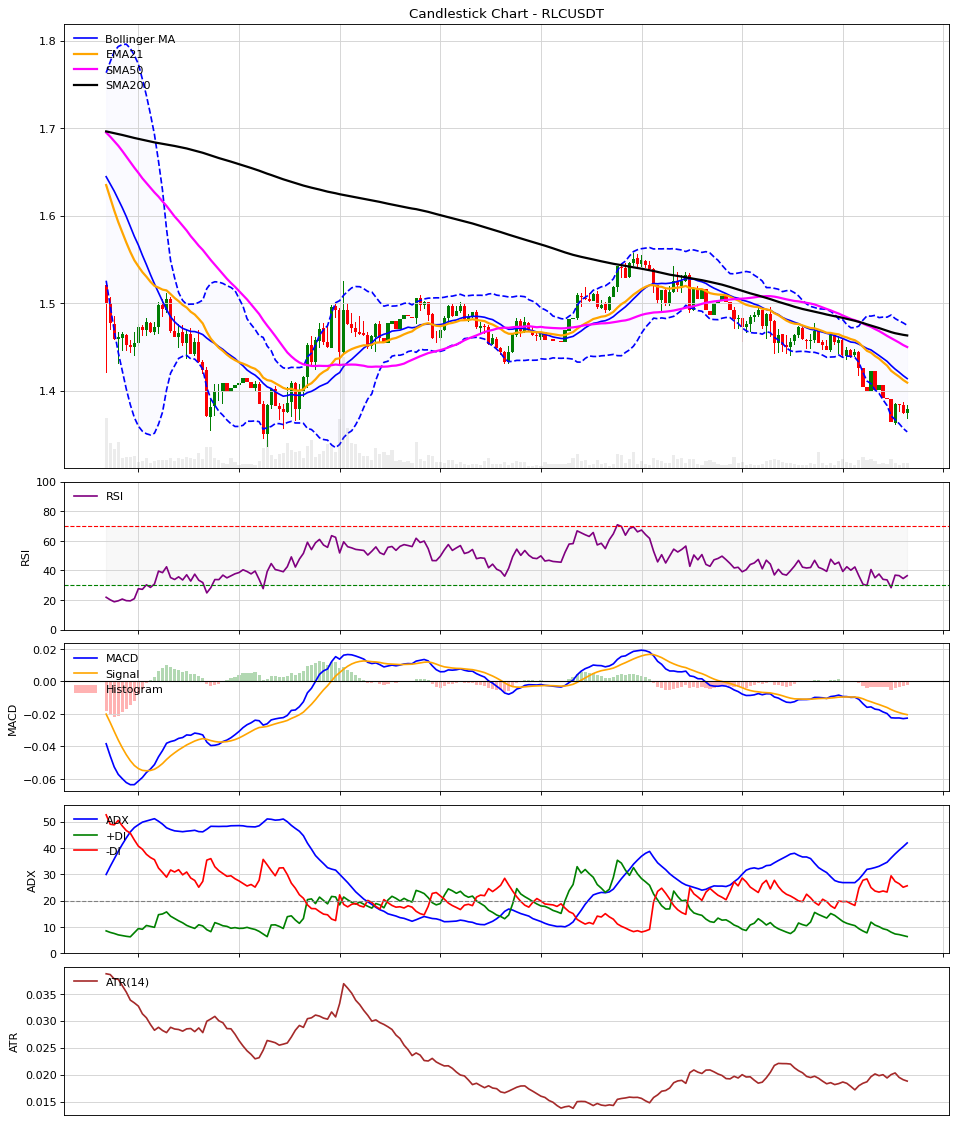 Candlestick Chart - RLCUSDT
Bollinger MA
EMA21
SMA50
SMA200
1.8
1.7
1.6
1.5
1.4
RSI
RSI
100
80
60
40
20
0
MACD
Signal
Histogram
MACD
0.02
0.00
−0.02
−0.04
−0.06
ADX
+DI
-DI
ADX
50
40
30
20
10
0
ATR(14)
ATR
0.035
0.030
0.025
0.020
0.015